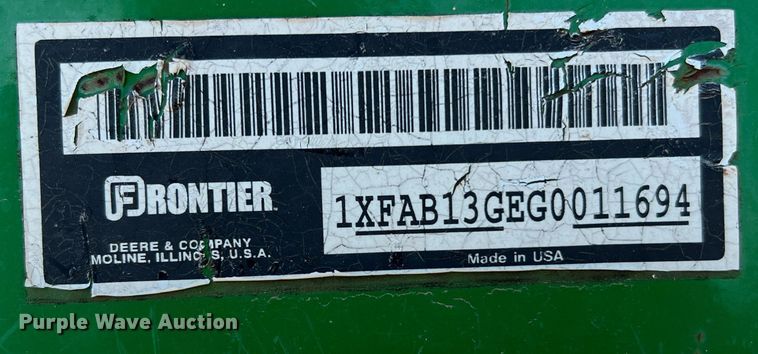 FRONTIER
DEERE & COMPANY
MOLINE, ILLINOIS, U.S.A.
1XFAB13GEG0011694
Made in USA
Purple Wave Auction